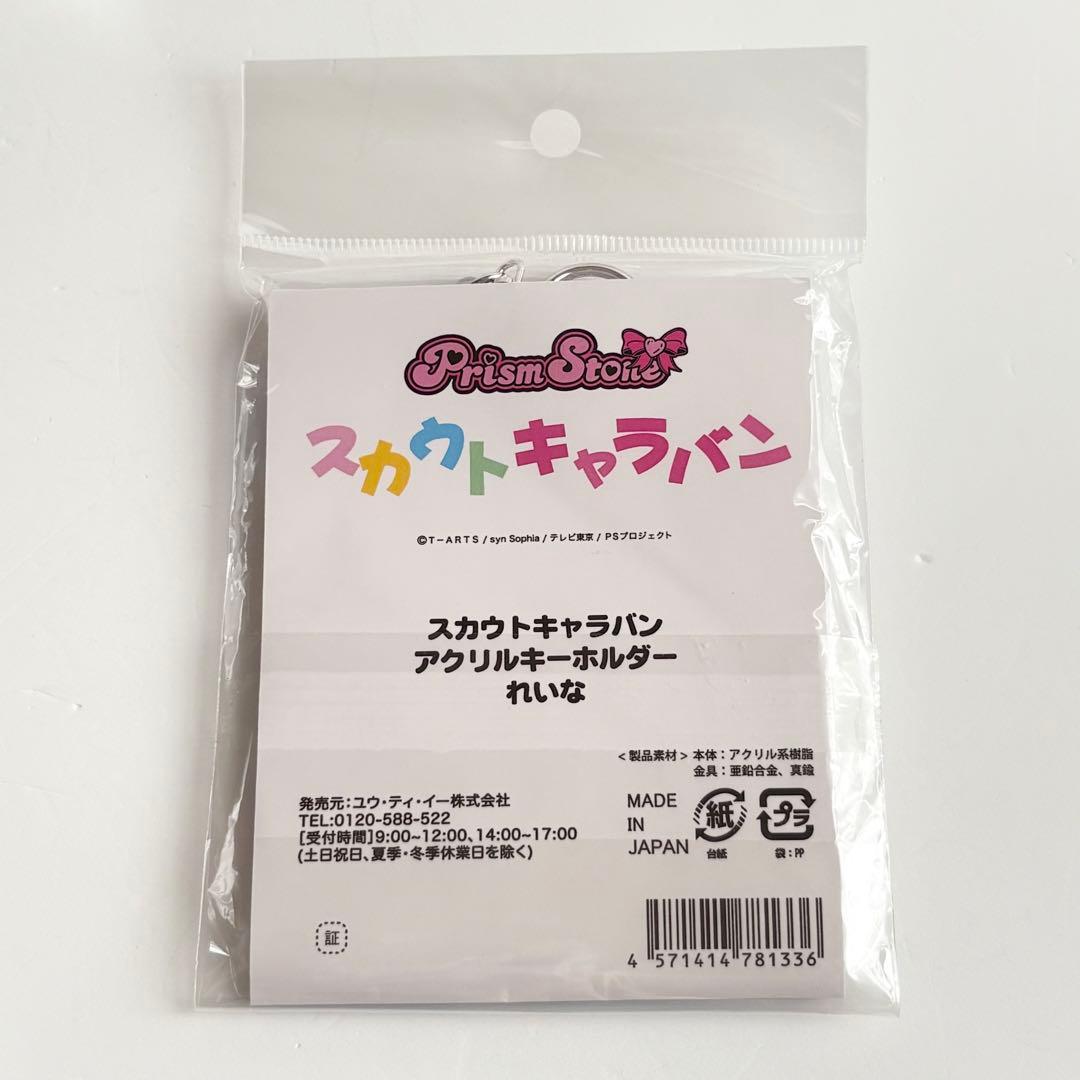 Prism Stone
スカウトキャラバン
©T-ARTS / syn Sophia / テレビ東京 / PSプロジェクト
スカウトキャラバン
アクリルキーホルダー
れいな
<製品素材> 本体：アクリル系樹脂
金具：亜鉛合金、真鍮
発売元：ユウ・ティ・イー株式会社
TEL:0120-588-522
[受付時間]9:00~12:00、14:00~17:00
(土日祝日、夏季・冬季休業日を除く)
MADE
IN
JAPAN
紙
台紙
プラ
袋：PP
証
4 571414 781336